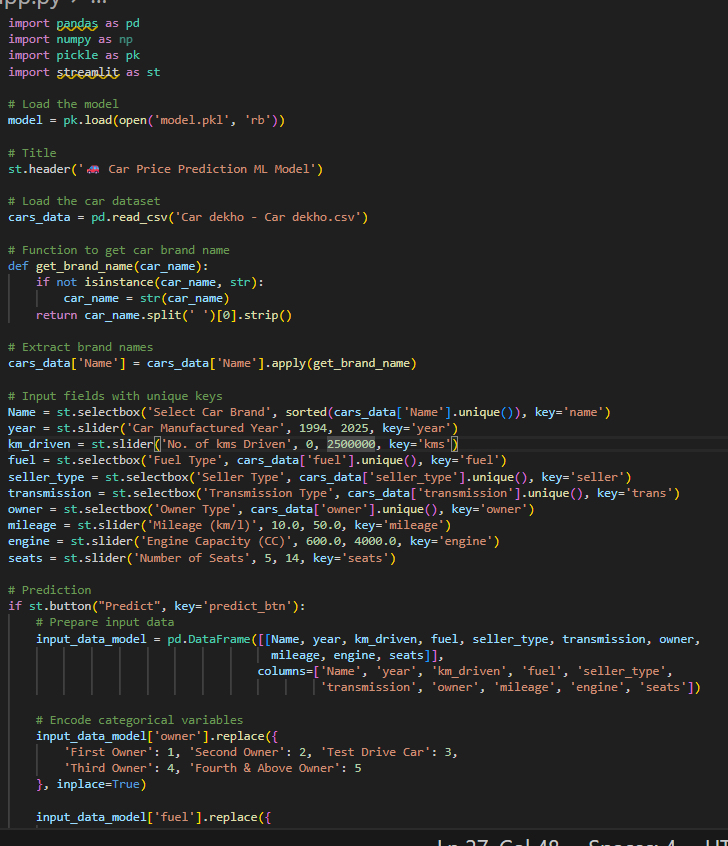 app.py > ...
import pandas as pd
import numpy as np
import pickle as pk
import streamlit as st
# Load the model
model = pk.load(open('model.pkl', 'rb'))
# Title
st.header('🚗 Car Price Prediction ML Model')
# Load the car dataset
cars_data = pd.read_csv('Car dekho - Car dekho.csv')
# Function to get car brand name
def get_brand_name(car_name):
    if not isinstance(car_name, str):
        car_name = str(car_name)
    return car_name.split(' ')[0].strip()
# Extract brand names
cars_data['Name'] = cars_data['Name'].apply(get_brand_name)
# Input fields with unique keys
Name = st.selectbox('Select Car Brand', sorted(cars_data['Name'].unique()), key='name')
year = st.slider('Car Manufactured Year', 1994, 2025, key='year')
km_driven = st.slider('No. of kms Driven', 0, 2500000, key='kms')
fuel = st.selectbox('Fuel Type', cars_data['fuel'].unique(), key='fuel')
seller_type = st.selectbox('Seller Type', cars_data['seller_type'].unique(), key='seller')
transmission = st.selectbox('Transmission Type', cars_data['transmission'].unique(), key='trans')
owner = st.selectbox('Owner Type', cars_data['owner'].unique(), key='owner')
mileage = st.slider('Mileage (km/l)', 10.0, 50.0, key='mileage')
engine = st.slider('Engine Capacity (CC)', 600.0, 4000.0, key='engine')
seats = st.slider('Number of Seats', 5, 14, key='seats')
# Prediction
if st.button("Predict", key='predict_btn'):
    # Prepare input data
    input_data_model = pd.DataFrame([[Name, year, km_driven, fuel, seller_type, transmission, owner,
                                      mileage, engine, seats]],
                                    columns=['Name', 'year', 'km_driven', 'fuel', 'seller_type',
                                             'transmission', 'owner', 'mileage', 'engine', 'seats'])
    # Encode categorical variables
    input_data_model['owner'].replace({
        'First Owner': 1, 'Second Owner': 2, 'Test Drive Car': 3,
        'Third Owner': 4, 'Fourth & Above Owner': 5
    }, inplace=True)
    input_data_model['fuel'].replace({
Ln 27, Col 48 Spaces: 4 UT